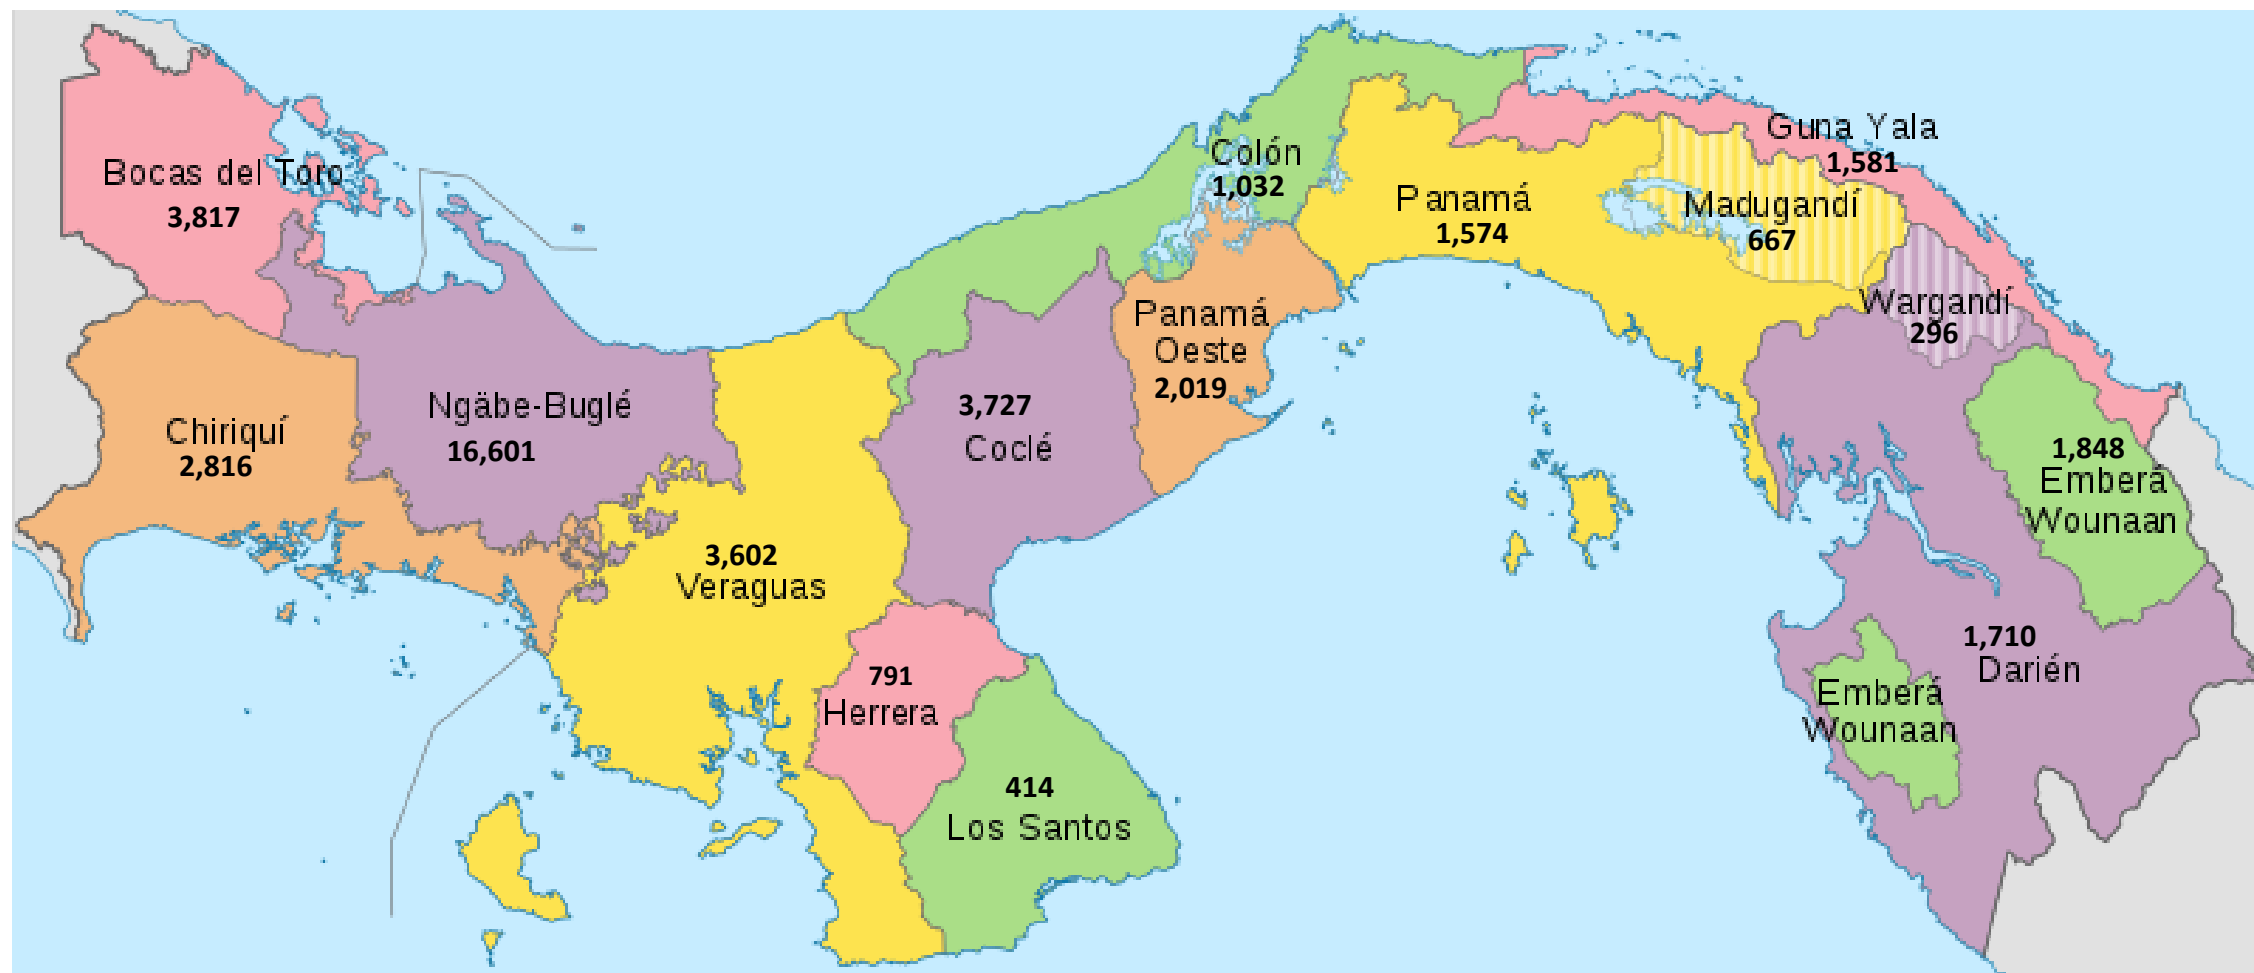 Bocas del Toro
3,817
Chiriquí
2,816
Ngäbe-Buglé
16,601
3,602
Veraguas
3,727
Coclé
791
Herrera
414
Los Santos
Colón
1,032
Panamá
Oeste
2,019
Panamá
1,574
Guna Yala
1,581
Madugandí
667
Wargandí
296
1,848
Emberá
Wounaan
1,710
Darién
Emberá
Wounaan